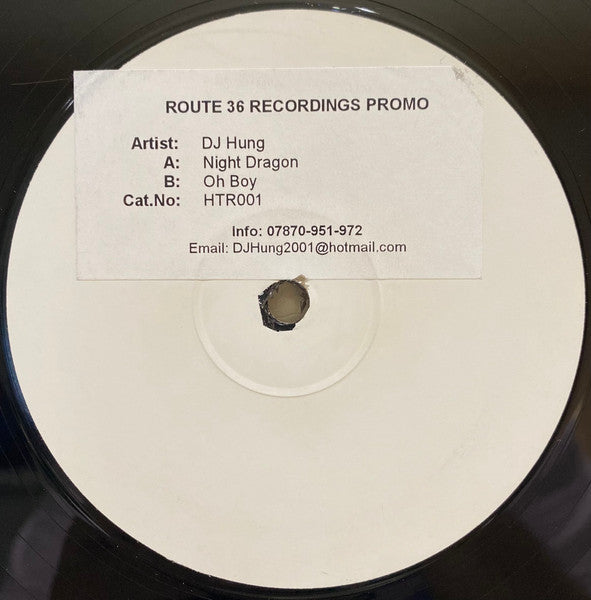 ROUTE 36 RECORDINGS PROMO
Artist: DJ Hung
A: Night Dragon
B: Oh Boy
Cat.No: HTR001
Info: 07870-951-972
Email: DJHung2001@hotmail.com